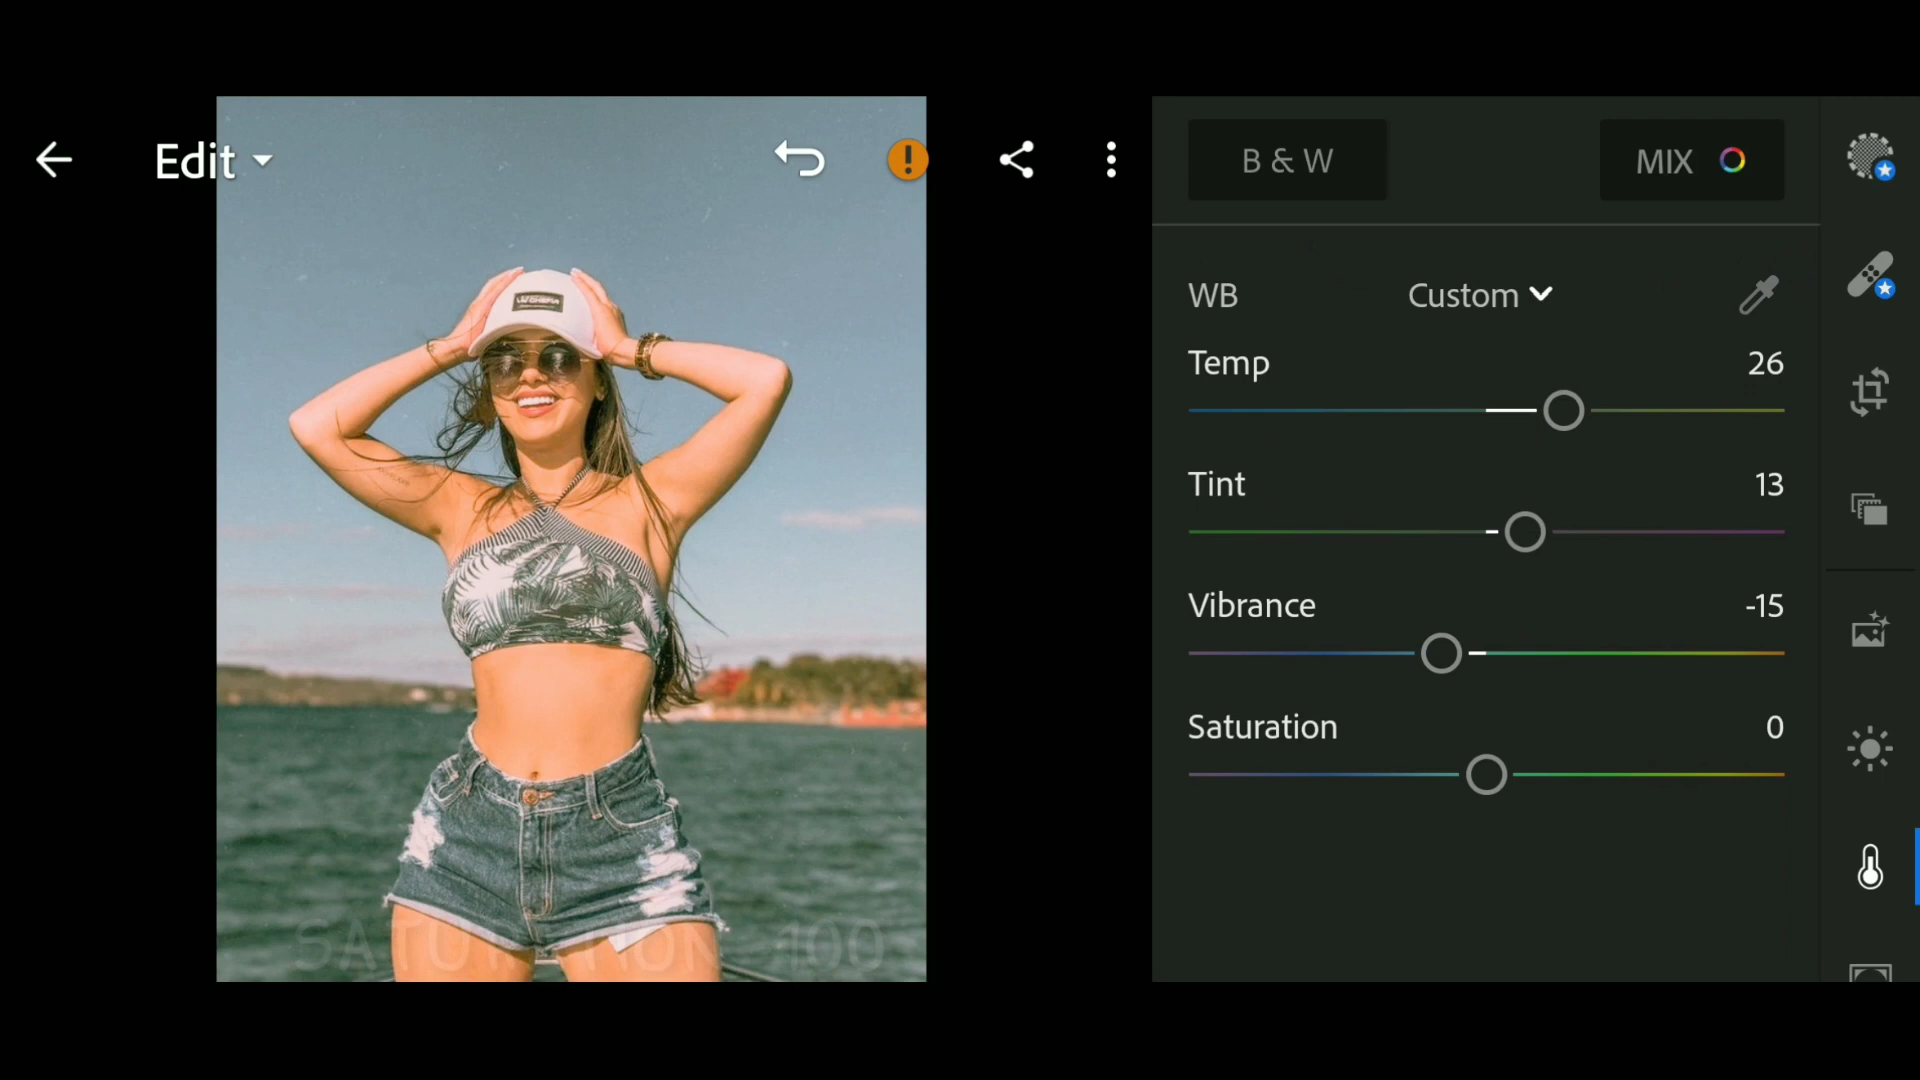 Edit
B & W
MIX
WB
Custom
Temp
26
Tint
13
Vibrance
-15
Saturation
0